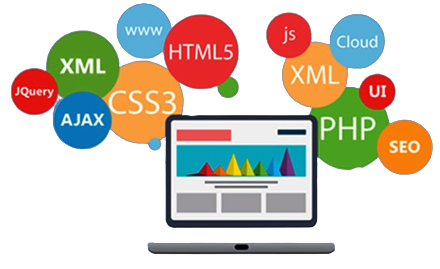 www
HTML5
XML
JQuery
CSS3
AJAX
js
Cloud
XML
UI
PHP
SEO